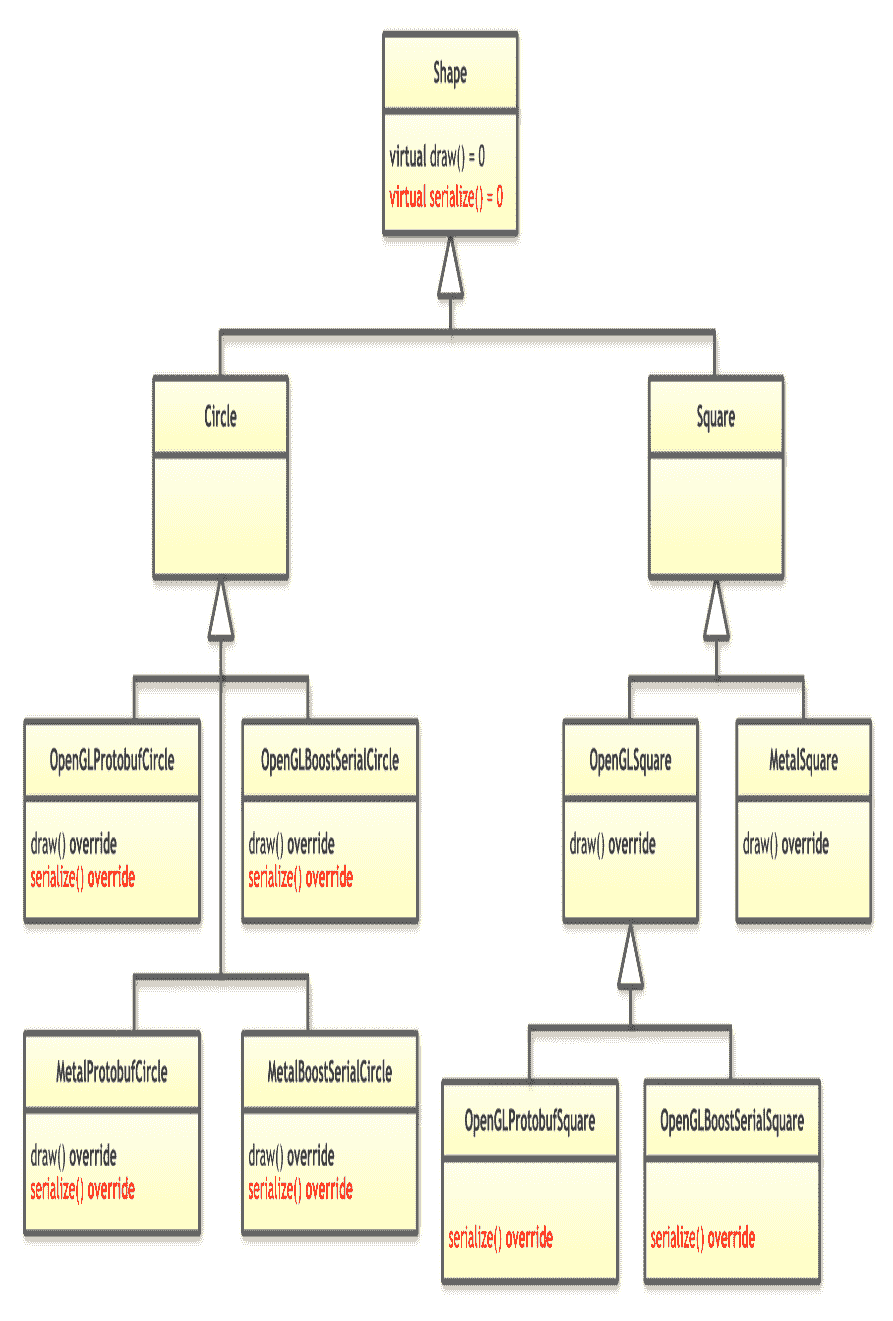 Shape
virtual draw() = 0
virtual serialize() = 0
Circle
Square
OpenGLProtobufCircle
draw() override
serialize() override
OpenGLBoostSerialCircle
draw() override
serialize() override
OpenGLSquare
draw() override
MetalSquare
draw() override
MetalProtobufCircle
draw() override
serialize() override
MetalBoostSerialCircle
draw() override
serialize() override
OpenGLProtobufSquare
serialize() override
OpenGLBoostSerialSquare
serialize() override